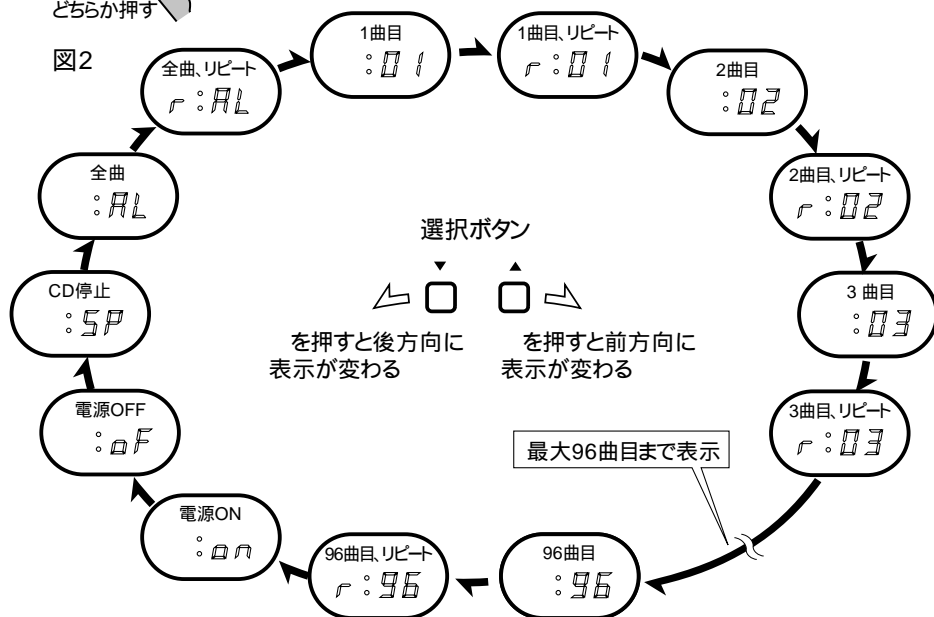 どちらか押す
図2
全曲、リピート
r:AL
1曲目
:01
1曲目、リピート
r:01
2曲目
:02
2曲目、リピート
r:02
3 曲目
:03
3曲目、リピート
r:03
最大96曲目まで表示
96曲目
:96
96曲目、リピート
r:96
電源ON
:on
電源OFF
:oF
CD停止
:SP
全曲
:AL
選択ボタン
▼ ▲
を押すと後方向に
表示が変わる
を押すと前方向に
表示が変わる